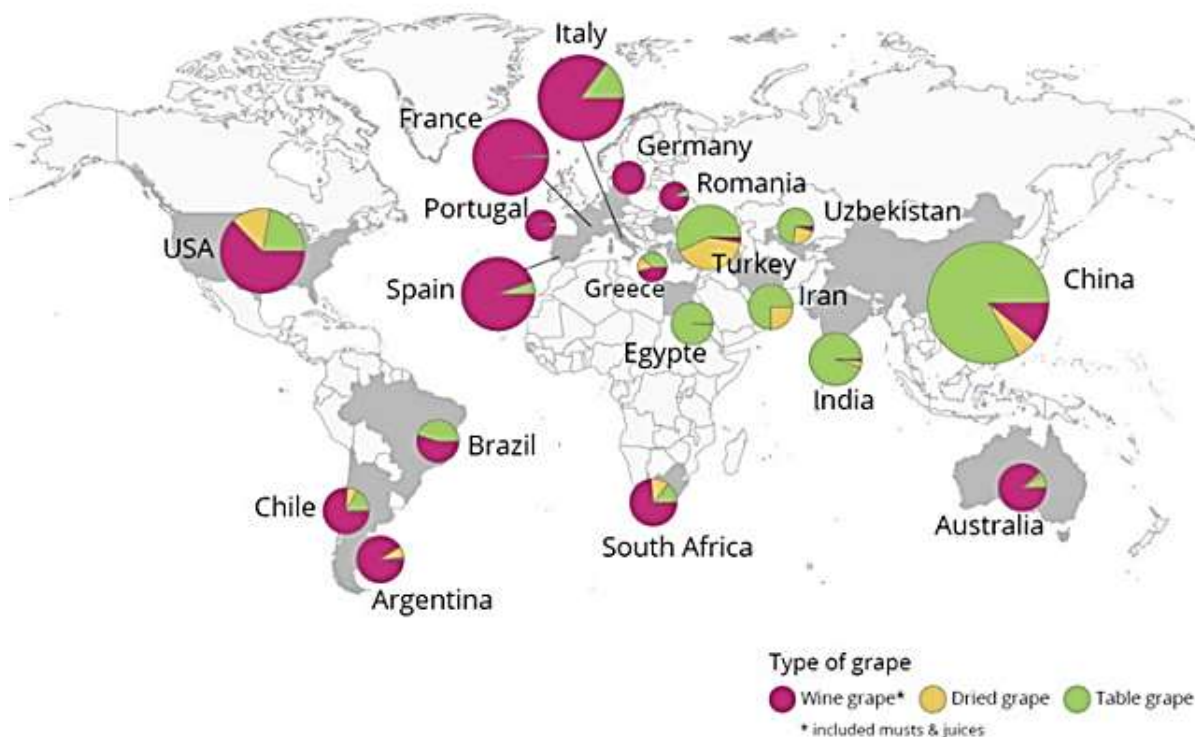 Italy
France
Germany
Romania
Portugal
Uzbekistan
USA
Turkey
China
Spain
Greece
Iran
Egypte
India
Brazil
Chile
Australia
South Africa
Argentina
Type of grape
Wine grape* Dried grape Table grape
* included musts & juices